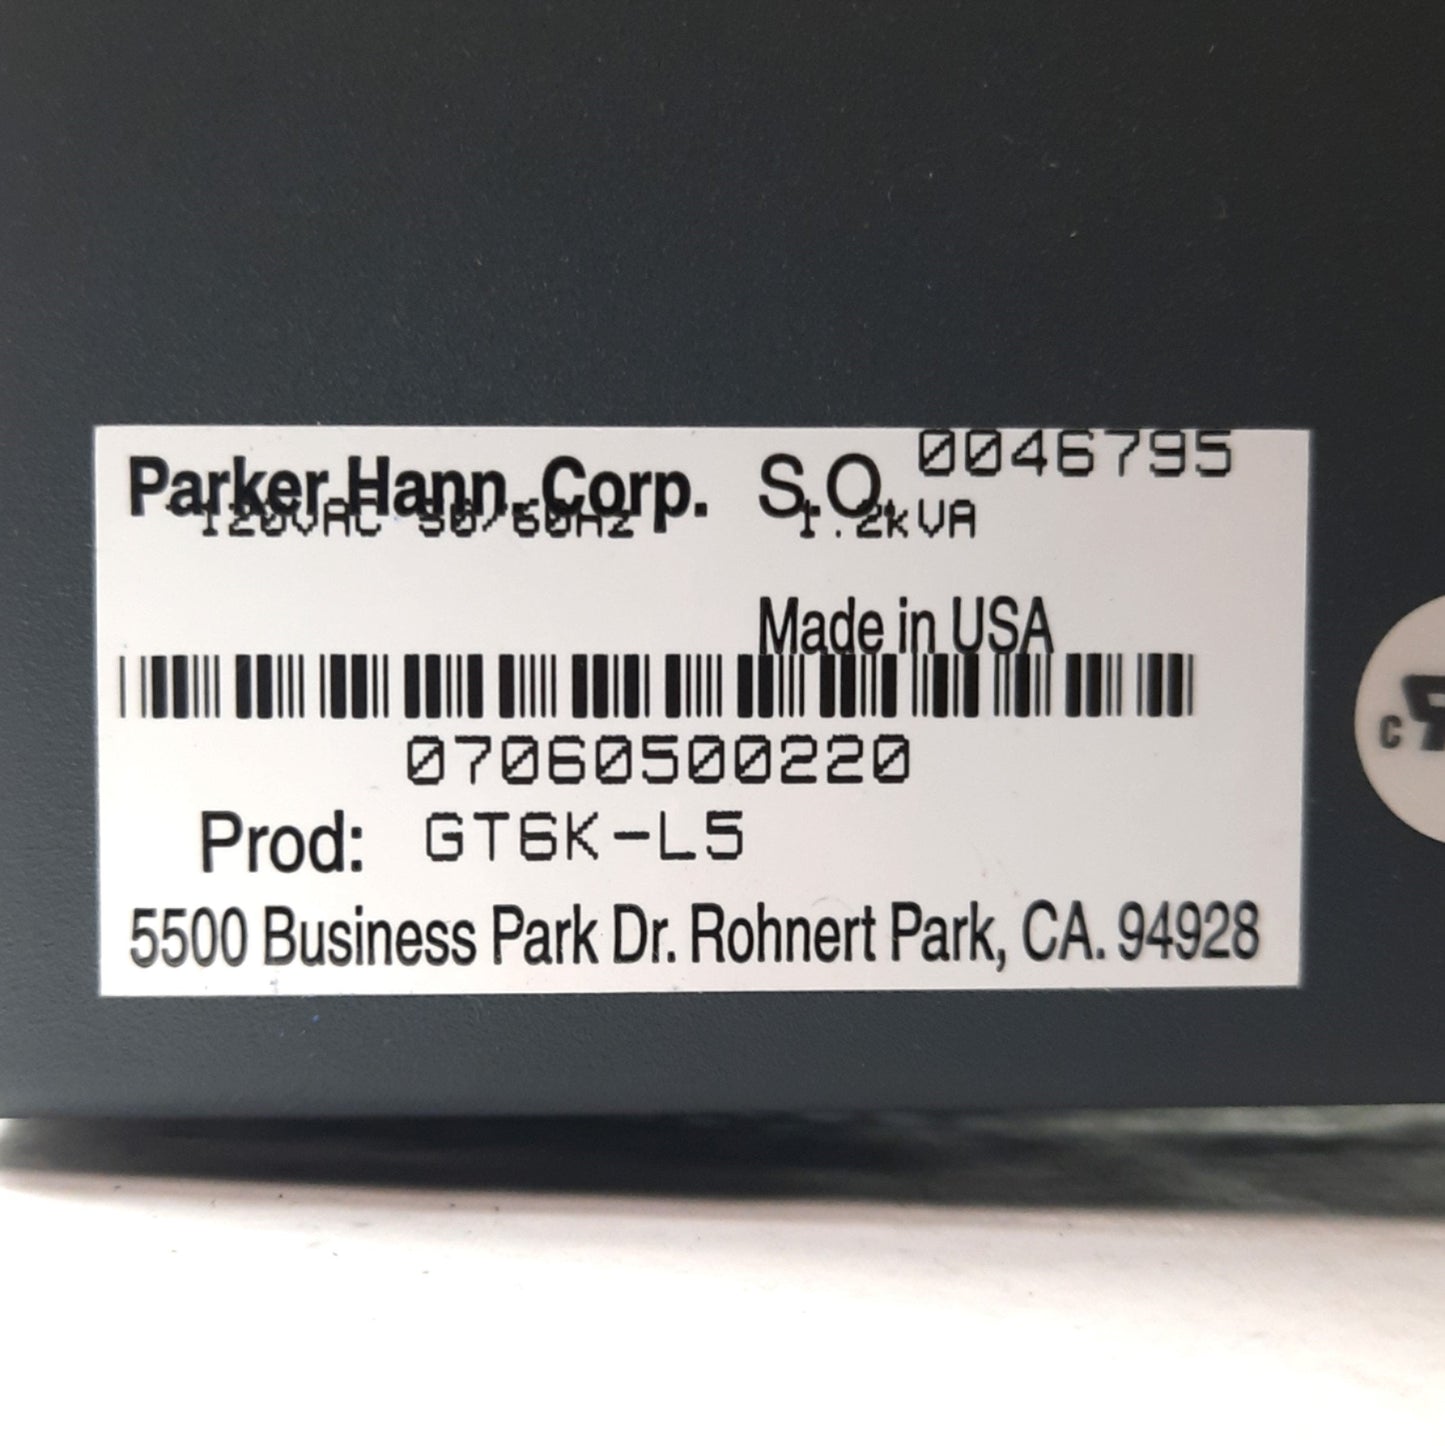 Parker Hann. Corp. S.O. 0046795
120VAC 50/60Hz 1.2kVA
Made in USA
07060500220
Prod: GT6K-L5
5500 Business Park Dr. Rohnert Park, CA. 94928
c